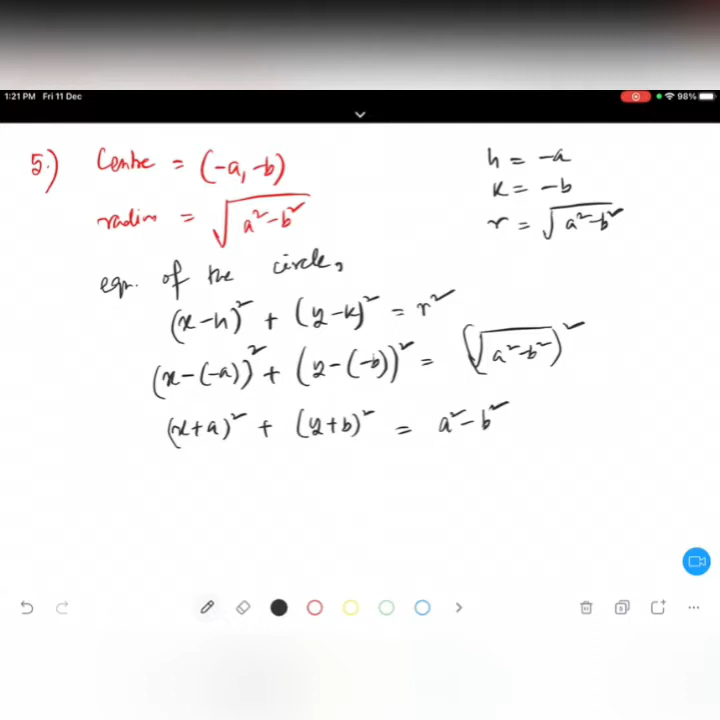 1:21 PM Fri 11 Dec
98%
5.) Centre = (-a, -b)
radius = √(a²-b²)
h = -a
k = -b
r = √(a²-b²)
eqn. of the circle,
(x-h)² + (y-k)² = r²
(x-(-a))² + (y-(-b))² = (√(a²-b²))²
(x+a)² + (y+b)² = a²-b²